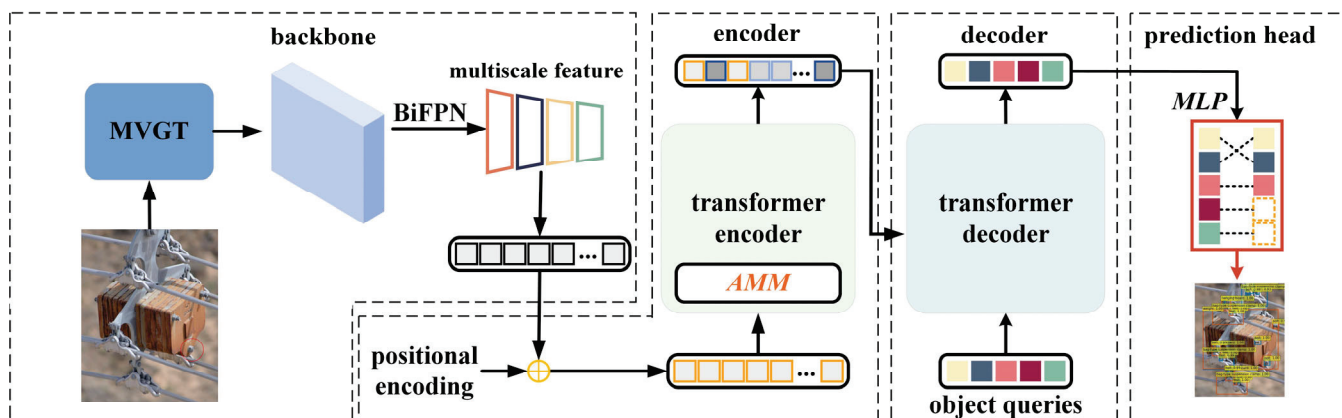 backbone
multiscale feature
MVGT
BiFPN
positional
encoding
encoder
transformer
encoder
AMM
decoder
transformer
decoder
object queries
prediction head
MLP